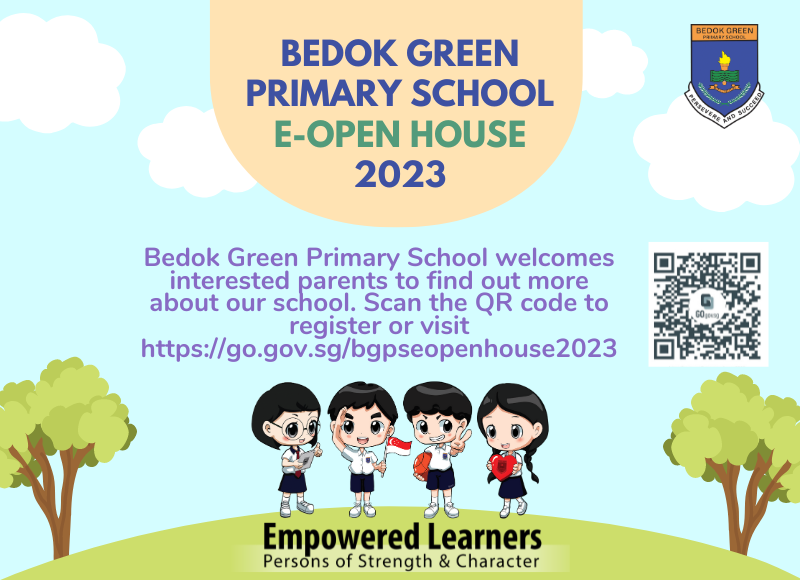 BEDOK GREEN
PRIMARY SCHOOL
E-OPEN HOUSE
2023
BEDOK GREEN
PRIMARY SCHOOL
PERSEVERE AND SUCCEED
Bedok Green Primary School welcomes
interested parents to find out more
about our school. Scan the QR code to
register or visit
https://go.gov.sg/bgpseopenhouse2023
GOgovsg
Empowered Learners
Persons of Strength & Character